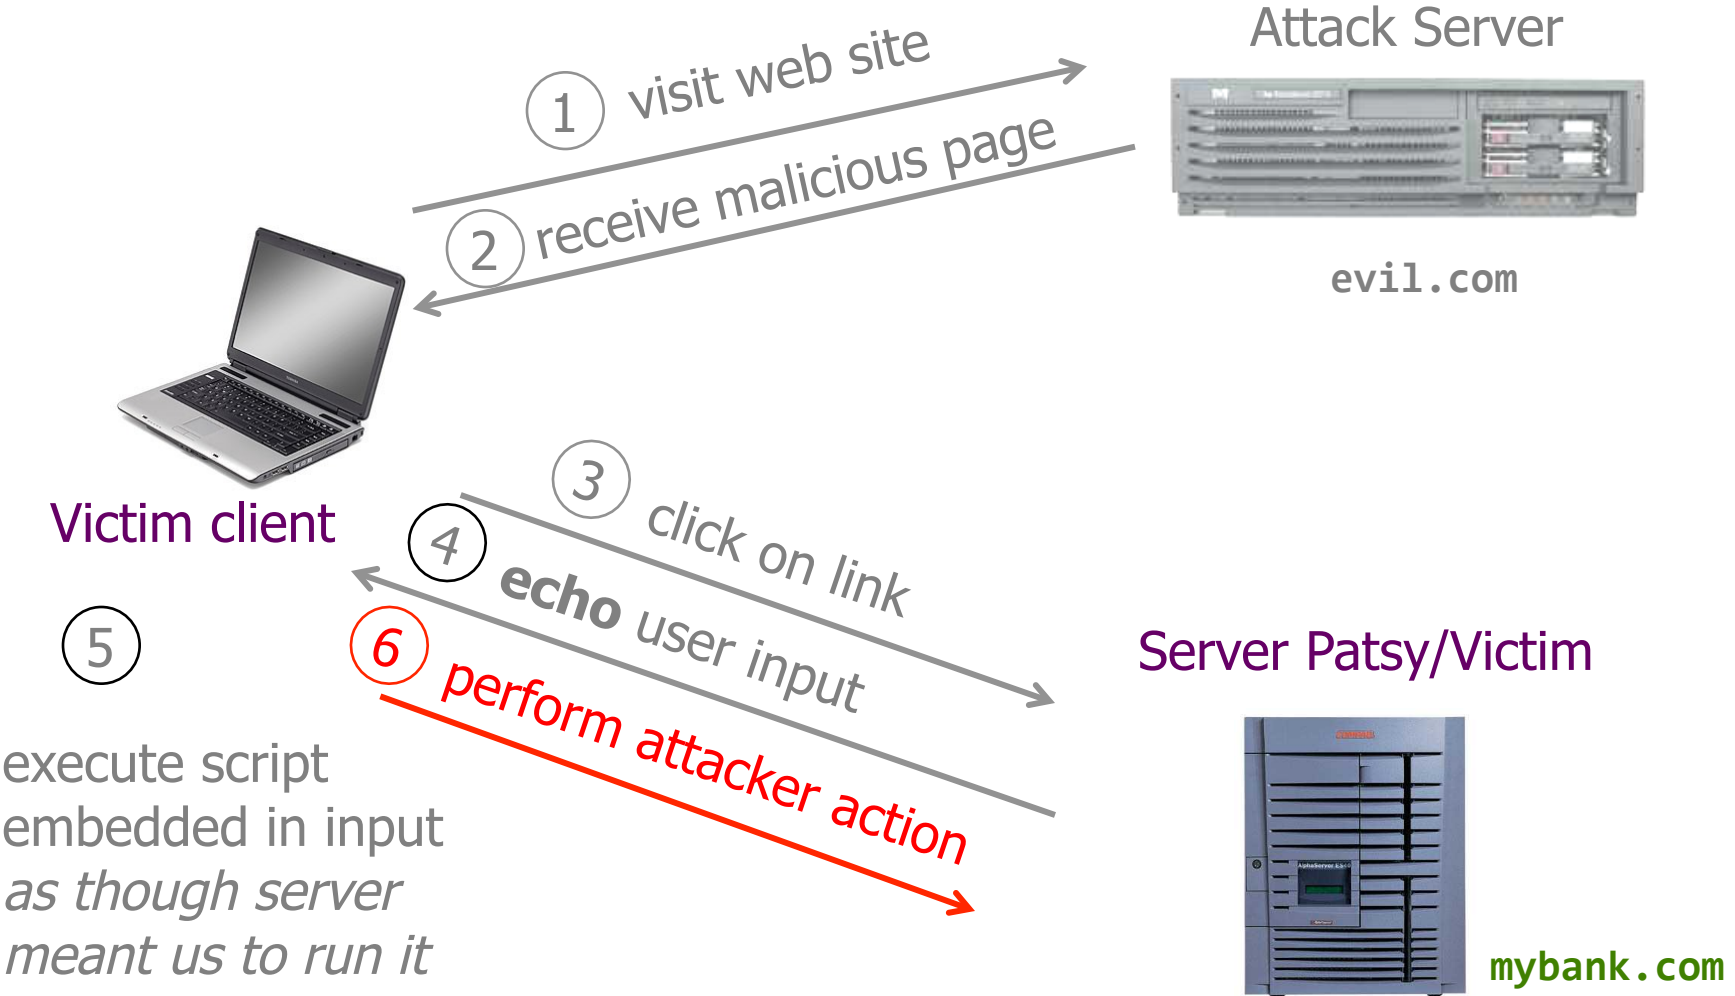 Attack Server
1 visit web site
2 receive malicious page
evil.com
3 click on link
Victim client
4 echo user input
5
6 perform attacker action
Server Patsy/Victim
execute script
embedded in input
as though server
meant us to run it
AlphaServer ES40
mybank.com